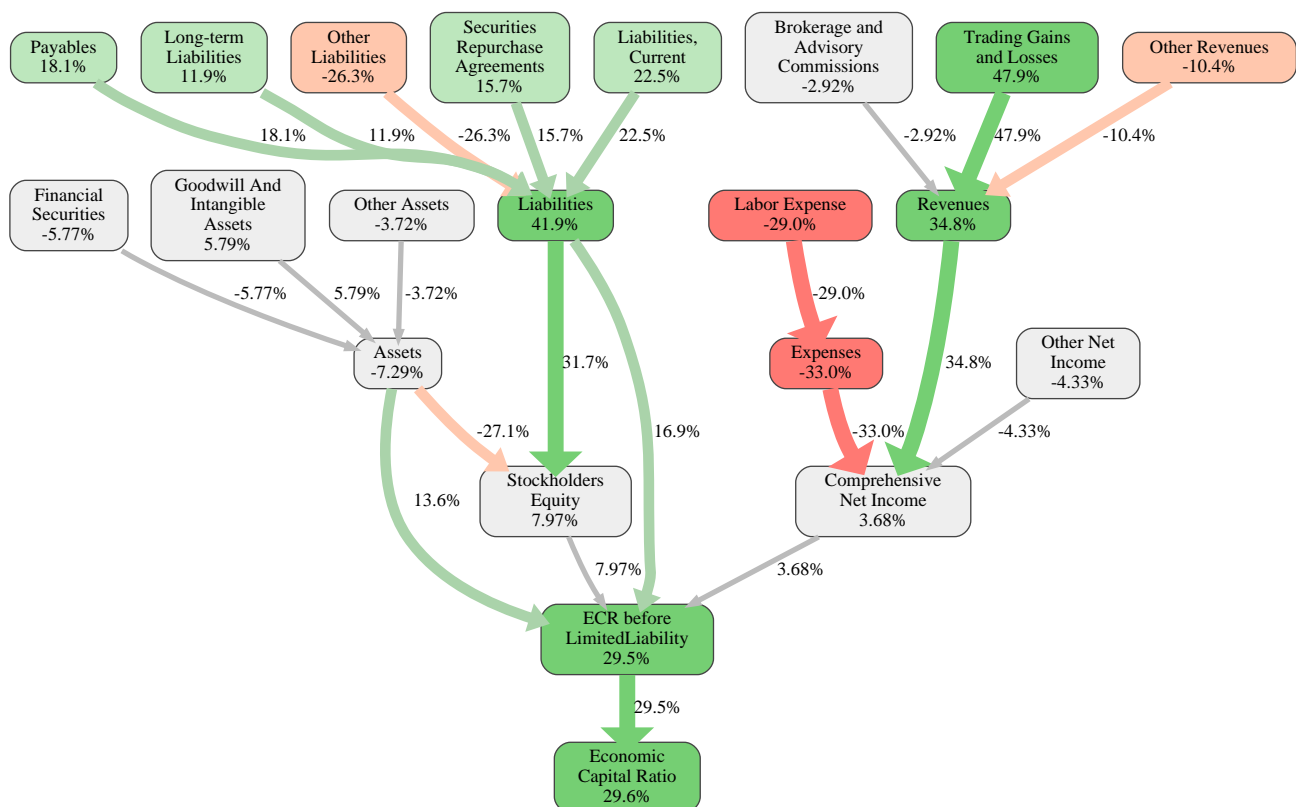 Payables
18.1%
Long-term
Liabilities
11.9%
Other
Liabilities
-26.3%
Securities
Repurchase
Agreements
15.7%
Liabilities,
Current
22.5%
Brokerage and
Advisory
Commissions
-2.92%
Trading Gains
and Losses
47.9%
Other Revenues
-10.4%
18.1%
11.9%
-26.3%
15.7%
22.5%
-2.92%
47.9%
-10.4%
Financial
Securities
-5.77%
Goodwill And
Intangible
Assets
5.79%
Other Assets
-3.72%
Liabilities
41.9%
Labor Expense
-29.0%
Revenues
34.8%
-5.77%
5.79%
-3.72%
-29.0%
Assets
-7.29%
31.7%
Expenses
-33.0%
34.8%
Other Net
Income
-4.33%
-27.1%
16.9%
-33.0%
-4.33%
13.6%
Stockholders
Equity
7.97%
Comprehensive
Net Income
3.68%
7.97%
3.68%
ECR before
LimitedLiability
29.5%
29.5%
Economic
Capital Ratio
29.6%